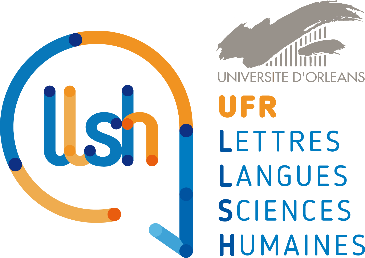 llsh
UNIVERSITE D'ORLEANS
UFR
LETTRES
LANGUES
SCIENCES
HUMAINES